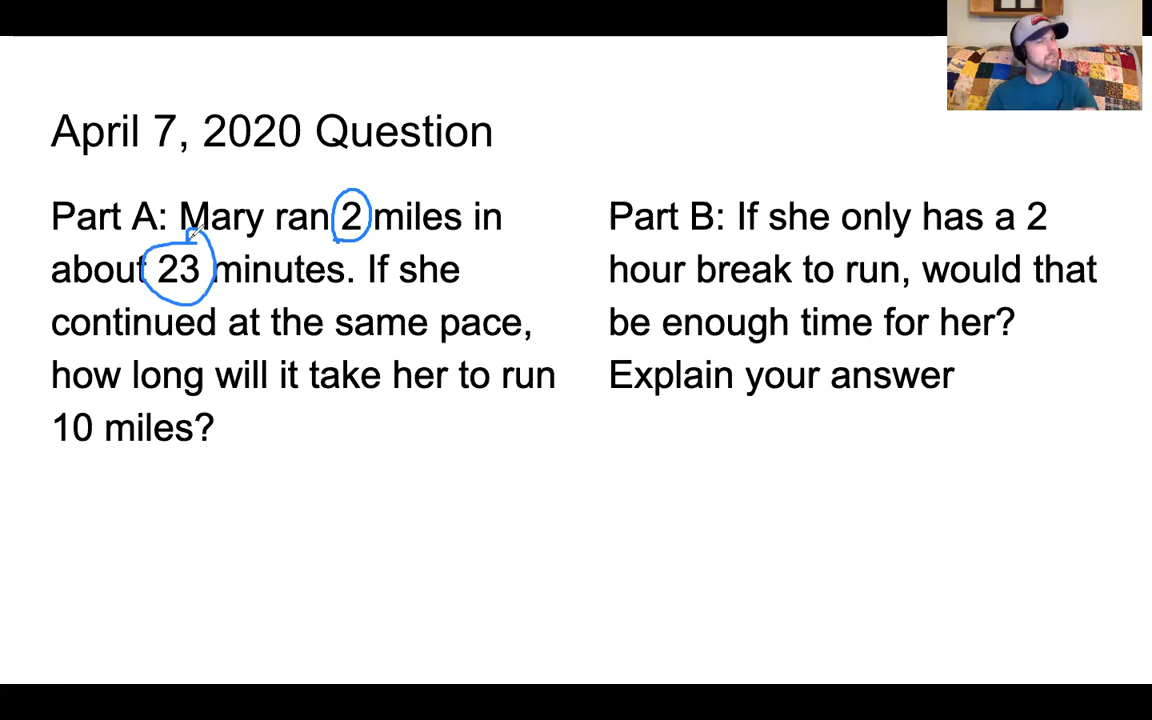 April 7, 2020 Question
Part A: Mary ran 2 miles in
about 23 minutes. If she
continued at the same pace,
how long will it take her to run
10 miles?
Part B: If she only has a 2
hour break to run, would that
be enough time for her?
Explain your answer